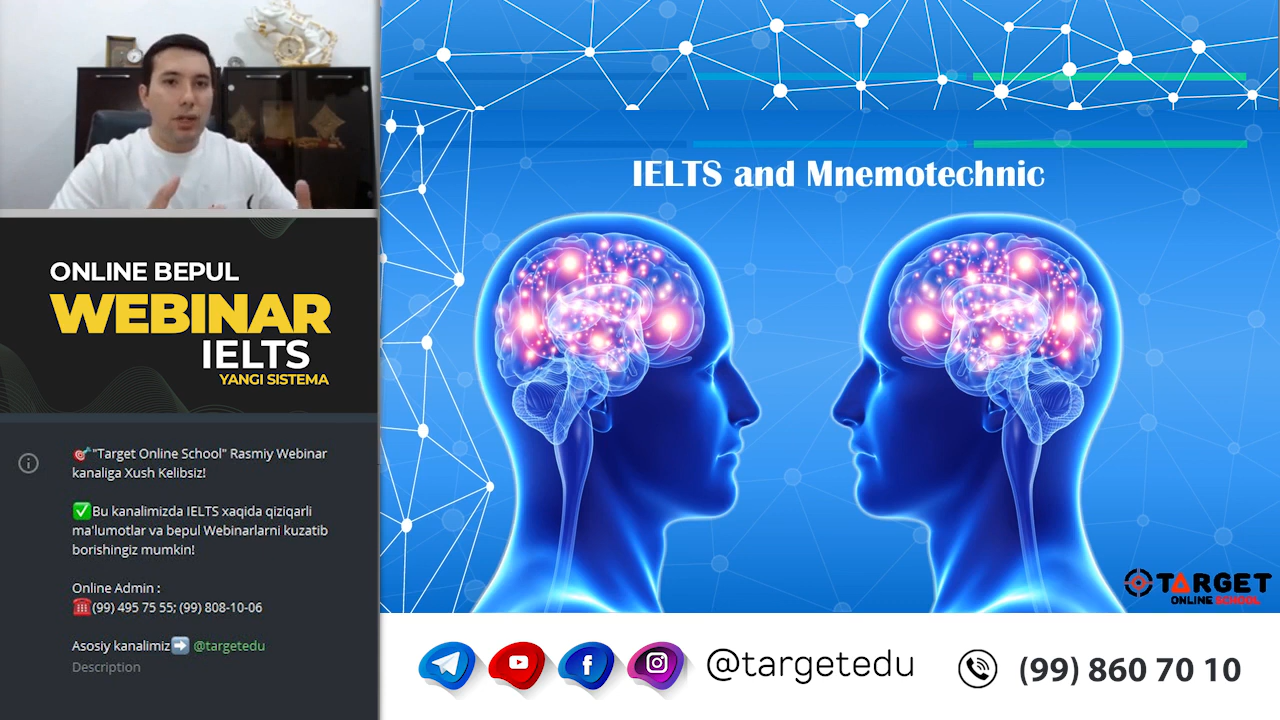 ONLINE BEPUL
WEBINAR
IELTS
YANGI SISTEMA
"Target Online School" Rasmiy Webinar
kanaliga Xush Kelibsiz!
Bu kanalimizda IELTS xaqida qiziqarli
ma'lumotlar va bepul Webinarlarni kuzatib
borishingiz mumkin!
Online Admin :
(99) 495 75 55; (99) 808-10-06
Asosiy kanalimiz➡️ @targetedu
Description
IELTS and Mnemotechnic
TARGET
ONLINE SCHOOL
@targetedu
(99) 860 70 10